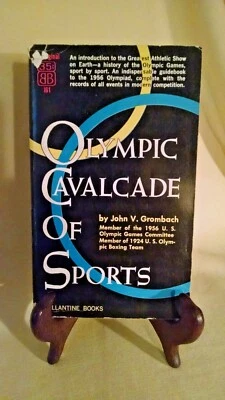 35¢
BB
161
An introduction to the Greatest Athletic Show
on Earth—a history of the Olympic Games,
sport by sport. An indispensable guidebook
to the 1956 Olympiad, complete with the
records of all events in modern competition.
OLYMPIC
CAVALCADE
OF
SPORTS
by John V. Grombach
Member of the 1956 U. S.
Olympic Games Committee
Member of 1924 U. S. Olym-
pic Boxing Team
LLANTINE BOOKS